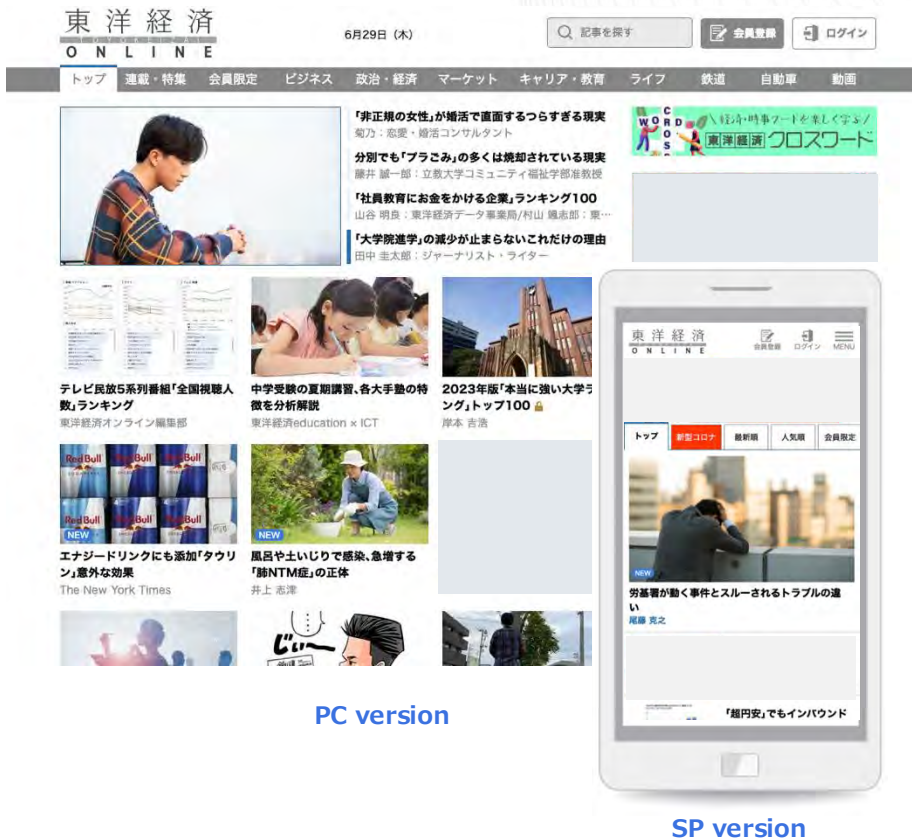 東洋経済
TOYOKEIZAI
ONLINE
6月29日（木）
記事を探す
会員登録
ログイン
トップ 連載・特集 会員限定 ビジネス 政治・経済 マーケット キャリア・教育 ライフ 鉄道 自動車 動画
「非正規の女性」が婚活で直面するつらすぎる現実
菊乃：恋愛・婚活コンサルタント
分別でも「プラごみ」の多くは焼却されている現実
藤井 誠一郎：立教大学コミュニティ福祉学部准教授
「社員教育にお金をかける企業」ランキング100
山谷 明良：東洋経済データ事業局/村山 颯志郎：東…
「大学院進学」の減少が止まらないこれだけの理由
田中 圭太郎：ジャーナリスト・ライター
WORD
CROSS
経済・時事ワードを楽しく学ぶ
東洋経済 クロスワード
テレビ民放5系列番組「全国視聴人
数」ランキング
東洋経済オンライン編集部
中学受験の夏期講習、各大手塾の特
徴を分析解説
東洋経済education × ICT
2023年版「本当に強い大学ラ
ング」トップ100
岸本 吉浩
Red Bull
Bull
Bull
Red Bull
Bull
Bull
NEW
エナジードリンクにも添加「タウリ
ン」意外な効果
The New York Times
NEW
風呂や土いじりで感染、急増する
「肺NTM症」の正体
井上 志津
じぃ〜
PC version
東洋経済
ONLINE
会員登録
ログイン
MENU
トップ 新型コロナ 最新順 人気順 会員限定
NEW
労基署が動く事件とスルーされるトラブルの違
い
尾藤 克之
「超円安」でもインバウンド
SP version